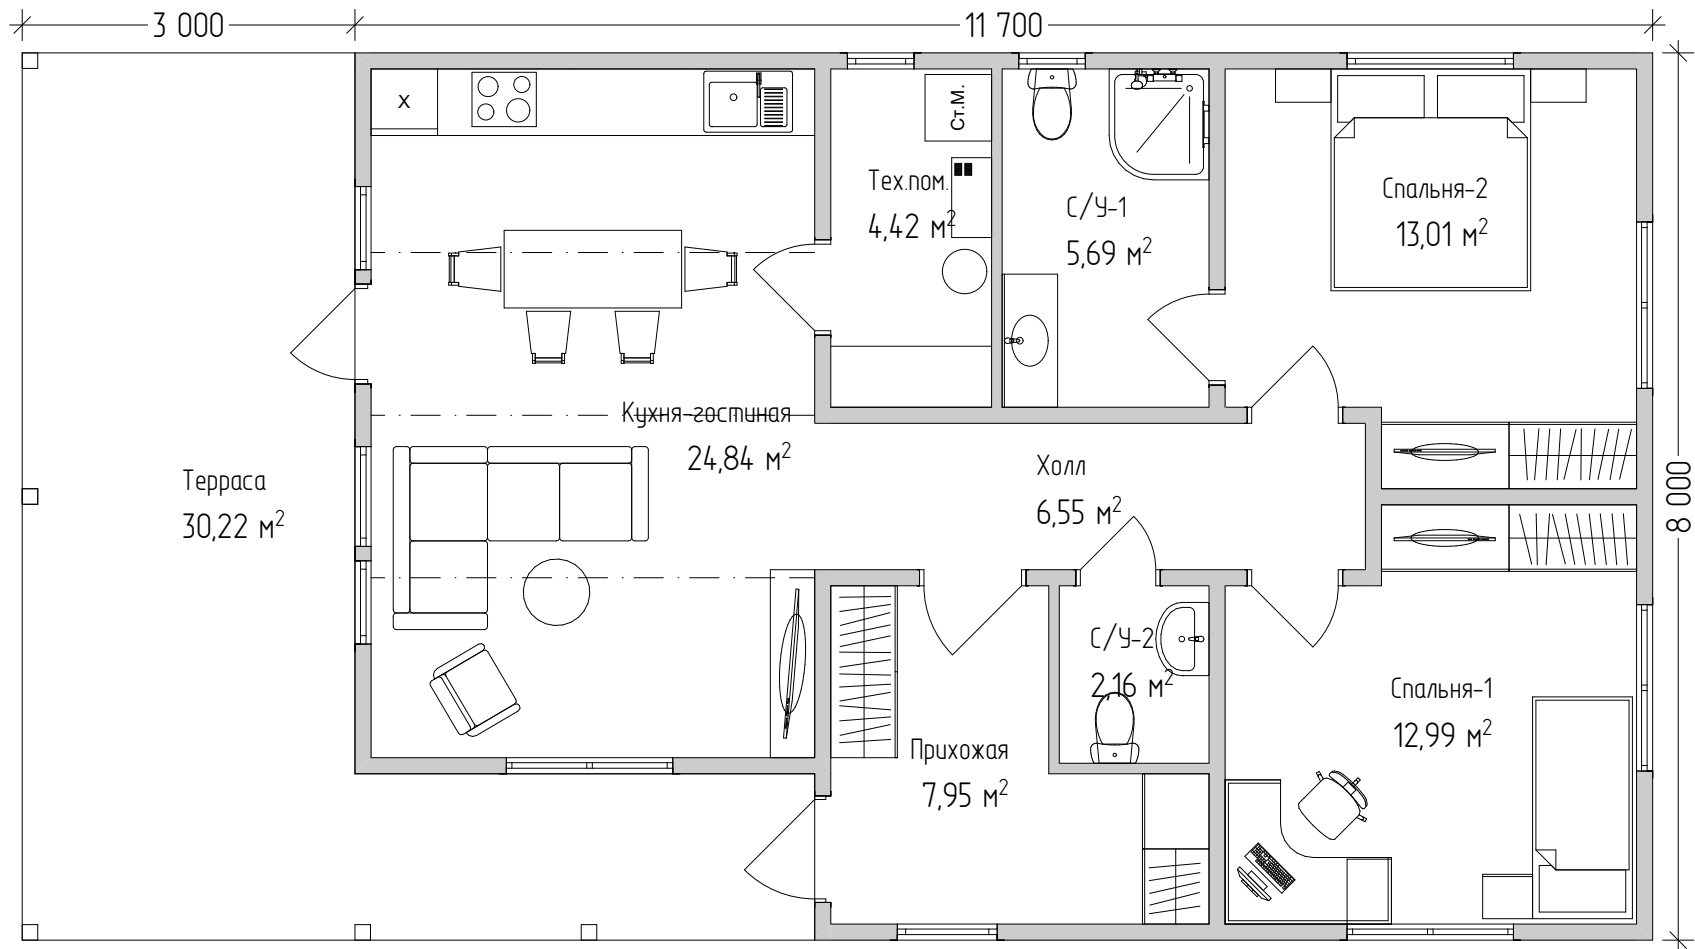 3 000
11 700
X
Ст.М.
Тех.пом.
4,42 м²
С/У-1
5,69 м²
Спальня-2
13,01 м²
Кухня-гостиная
24,84 м²
Терраса
30,22 м²
Холл
6,55 м²
8 000
С/У-2
2,16 м²
Спальня-1
12,99 м²
Прихожая
7,95 м²